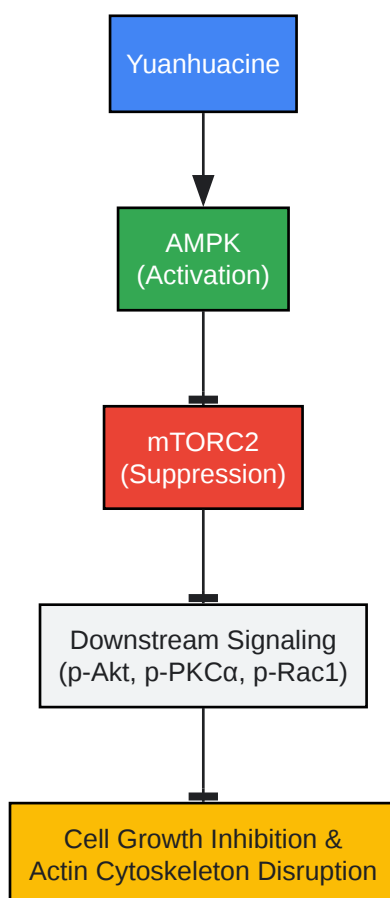 Yuanhuacine
AMPK
(Activation)
mTORC2
(Suppression)
Downstream Signaling
(p-Akt, p-PKCα, p-Rac1)
Cell Growth Inhibition &
Actin Cytoskeleton Disruption